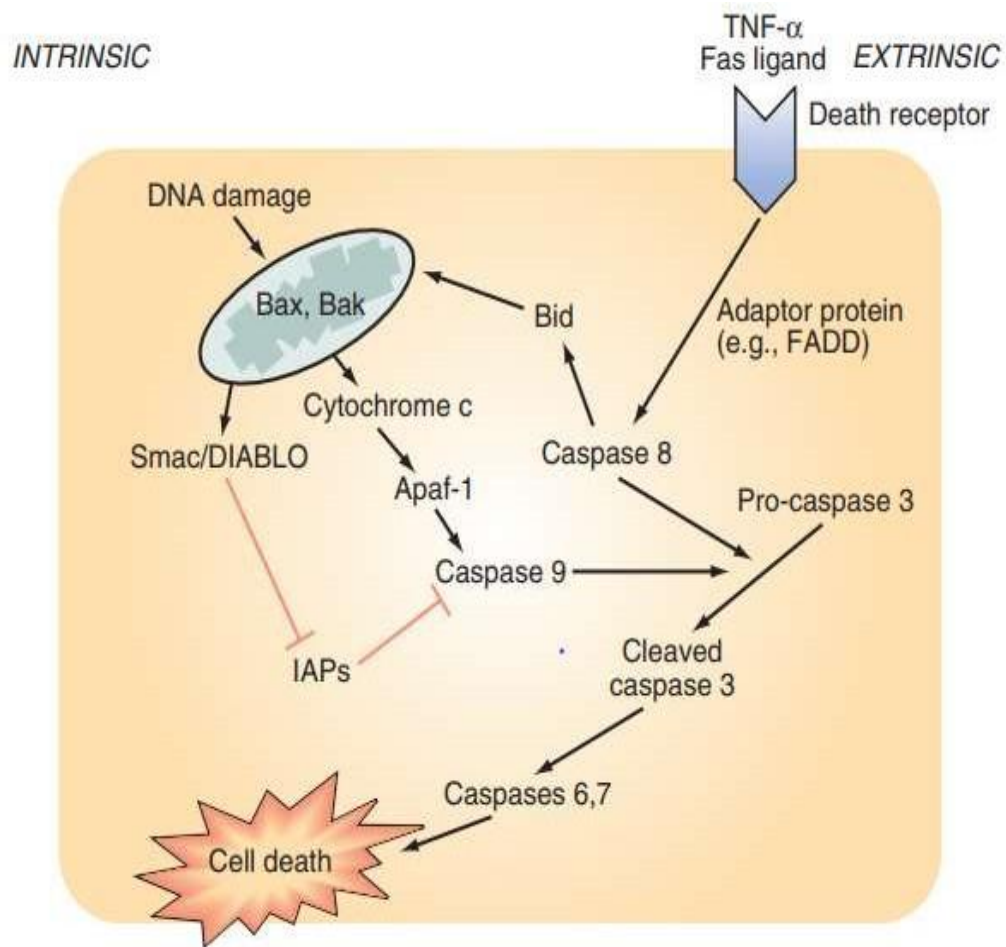 INTRINSIC
TNF-α
Fas ligand
EXTRINSIC
Death receptor
DNA damage
Bax, Bak
Bid
Adaptor protein
(e.g., FADD)
Cytochrome c
Smac/DIABLO
Caspase 8
Apaf-1
Pro-caspase 3
Caspase 9
IAPs
Cleaved
caspase 3
Caspases 6,7
Cell death